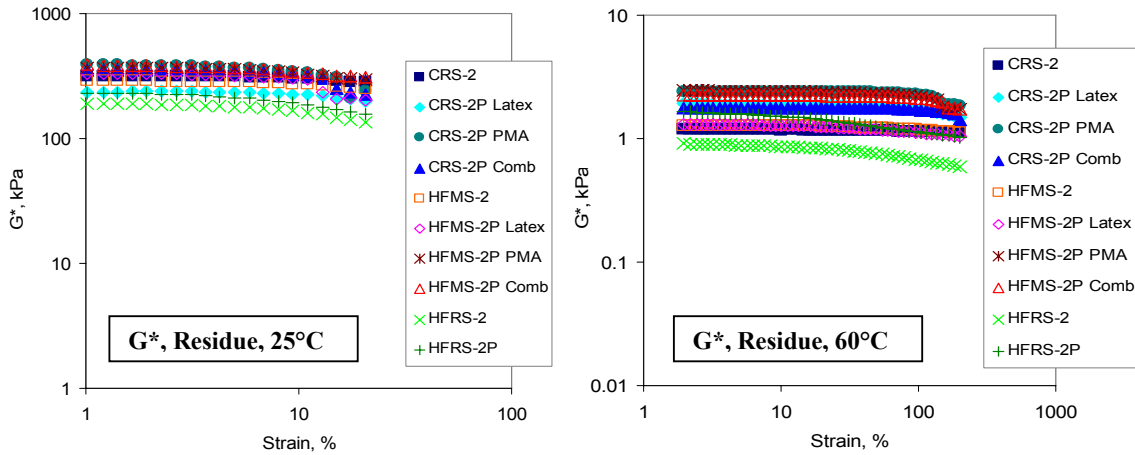 1000
100
10
1
G*, kPa
1
10
100
Strain, %
G*, Residue, 25°C
CRS-2
CRS-2P Latex
CRS-2P PMA
CRS-2P Comb
HFMS-2
HFMS-2P Latex
HFMS-2P PMA
HFMS-2P Comb
HFRS-2
HFRS-2P
10
1
0.1
0.01
G*, kPa
1
10
100
1000
Strain, %
G*, Residue, 60°C
CRS-2
CRS-2P Latex
CRS-2P PMA
CRS-2P Comb
HFMS-2
HFMS-2P Latex
HFMS-2P PMA
HFMS-2P Comb
HFRS-2
HFRS-2P